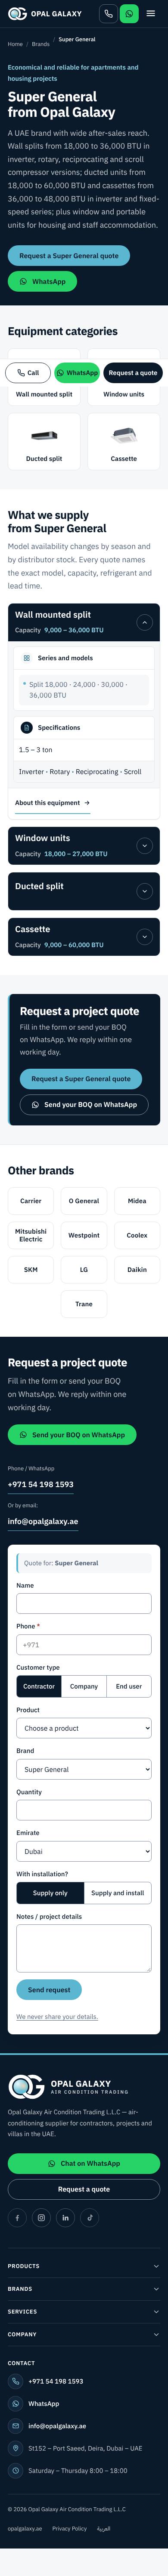 OPAL GALAXY
Home / Brands / Super General
Economical and reliable for apartments and
housing projects
Super General
from Opal Galaxy
A UAE brand with wide after-sales reach.
Wall splits from 18,000 to 36,000 BTU in
inverter, rotary, reciprocating and scroll
compressor versions; ducted units from
18,000 to 60,000 BTU and cassettes from
18,000 to 48,000 BTU in inverter and fixed-
speed series; plus window and portable
units for housing and staff accommodation.
Request a Super General quote
WhatsApp
Equipment categories
Call
WhatsApp
Request a quote
Wall mounted split
Window units
Ducted split
Cassette
What we supply
from Super General
Model availability changes by season and
by distributor stock. Every quote names
the exact model, capacity, refrigerant and
lead time.
Wall mounted split
Capacity 9,000 – 36,000 BTU
Series and models
Split 18,000 · 24,000 · 30,000 ·
36,000 BTU
Specifications
1.5 – 3 ton
Inverter · Rotary · Reciprocating · Scroll
About this equipment →
Window units
Capacity 18,000 – 27,000 BTU
Ducted split
Cassette
Capacity 9,000 – 60,000 BTU
Request a project quote
Fill in the form or send your BOQ
on WhatsApp. We reply within one
working day.
Request a Super General quote
Send your BOQ on WhatsApp
Other brands
Carrier
O General
Midea
Mitsubishi
Electric
Westpoint
Coolex
SKM
LG
Daikin
Trane
Request a project quote
Fill in the form or send your BOQ
on WhatsApp. We reply within one
working day.
Send your BOQ on WhatsApp
Phone / WhatsApp
+971 54 198 1593
Or by email:
info@opalgalaxy.ae
Quote for: Super General
Name
Phone *
+971
Customer type
Contractor
Company
End user
Product
Choose a product
Brand
Super General
Quantity
Emirate
Dubai
With installation?
Supply only
Supply and install
Notes / project details
Send request
We never share your details.
OPAL GALAXY
AIR CONDITION TRADING
Opal Galaxy Air Condition Trading L.L.C — air-
conditioning supplier for contractors, projects and
villas in the UAE.
Chat on WhatsApp
Request a quote
PRODUCTS
BRANDS
SERVICES
COMPANY
CONTACT
+971 54 198 1593
WhatsApp
info@opalgalaxy.ae
St152 – Port Saeed, Deira, Dubai – UAE
Saturday – Thursday 8:00 – 18:00
© 2026 Opal Galaxy Air Condition Trading L.L.C
opalgalaxy.ae
Privacy Policy
العربية